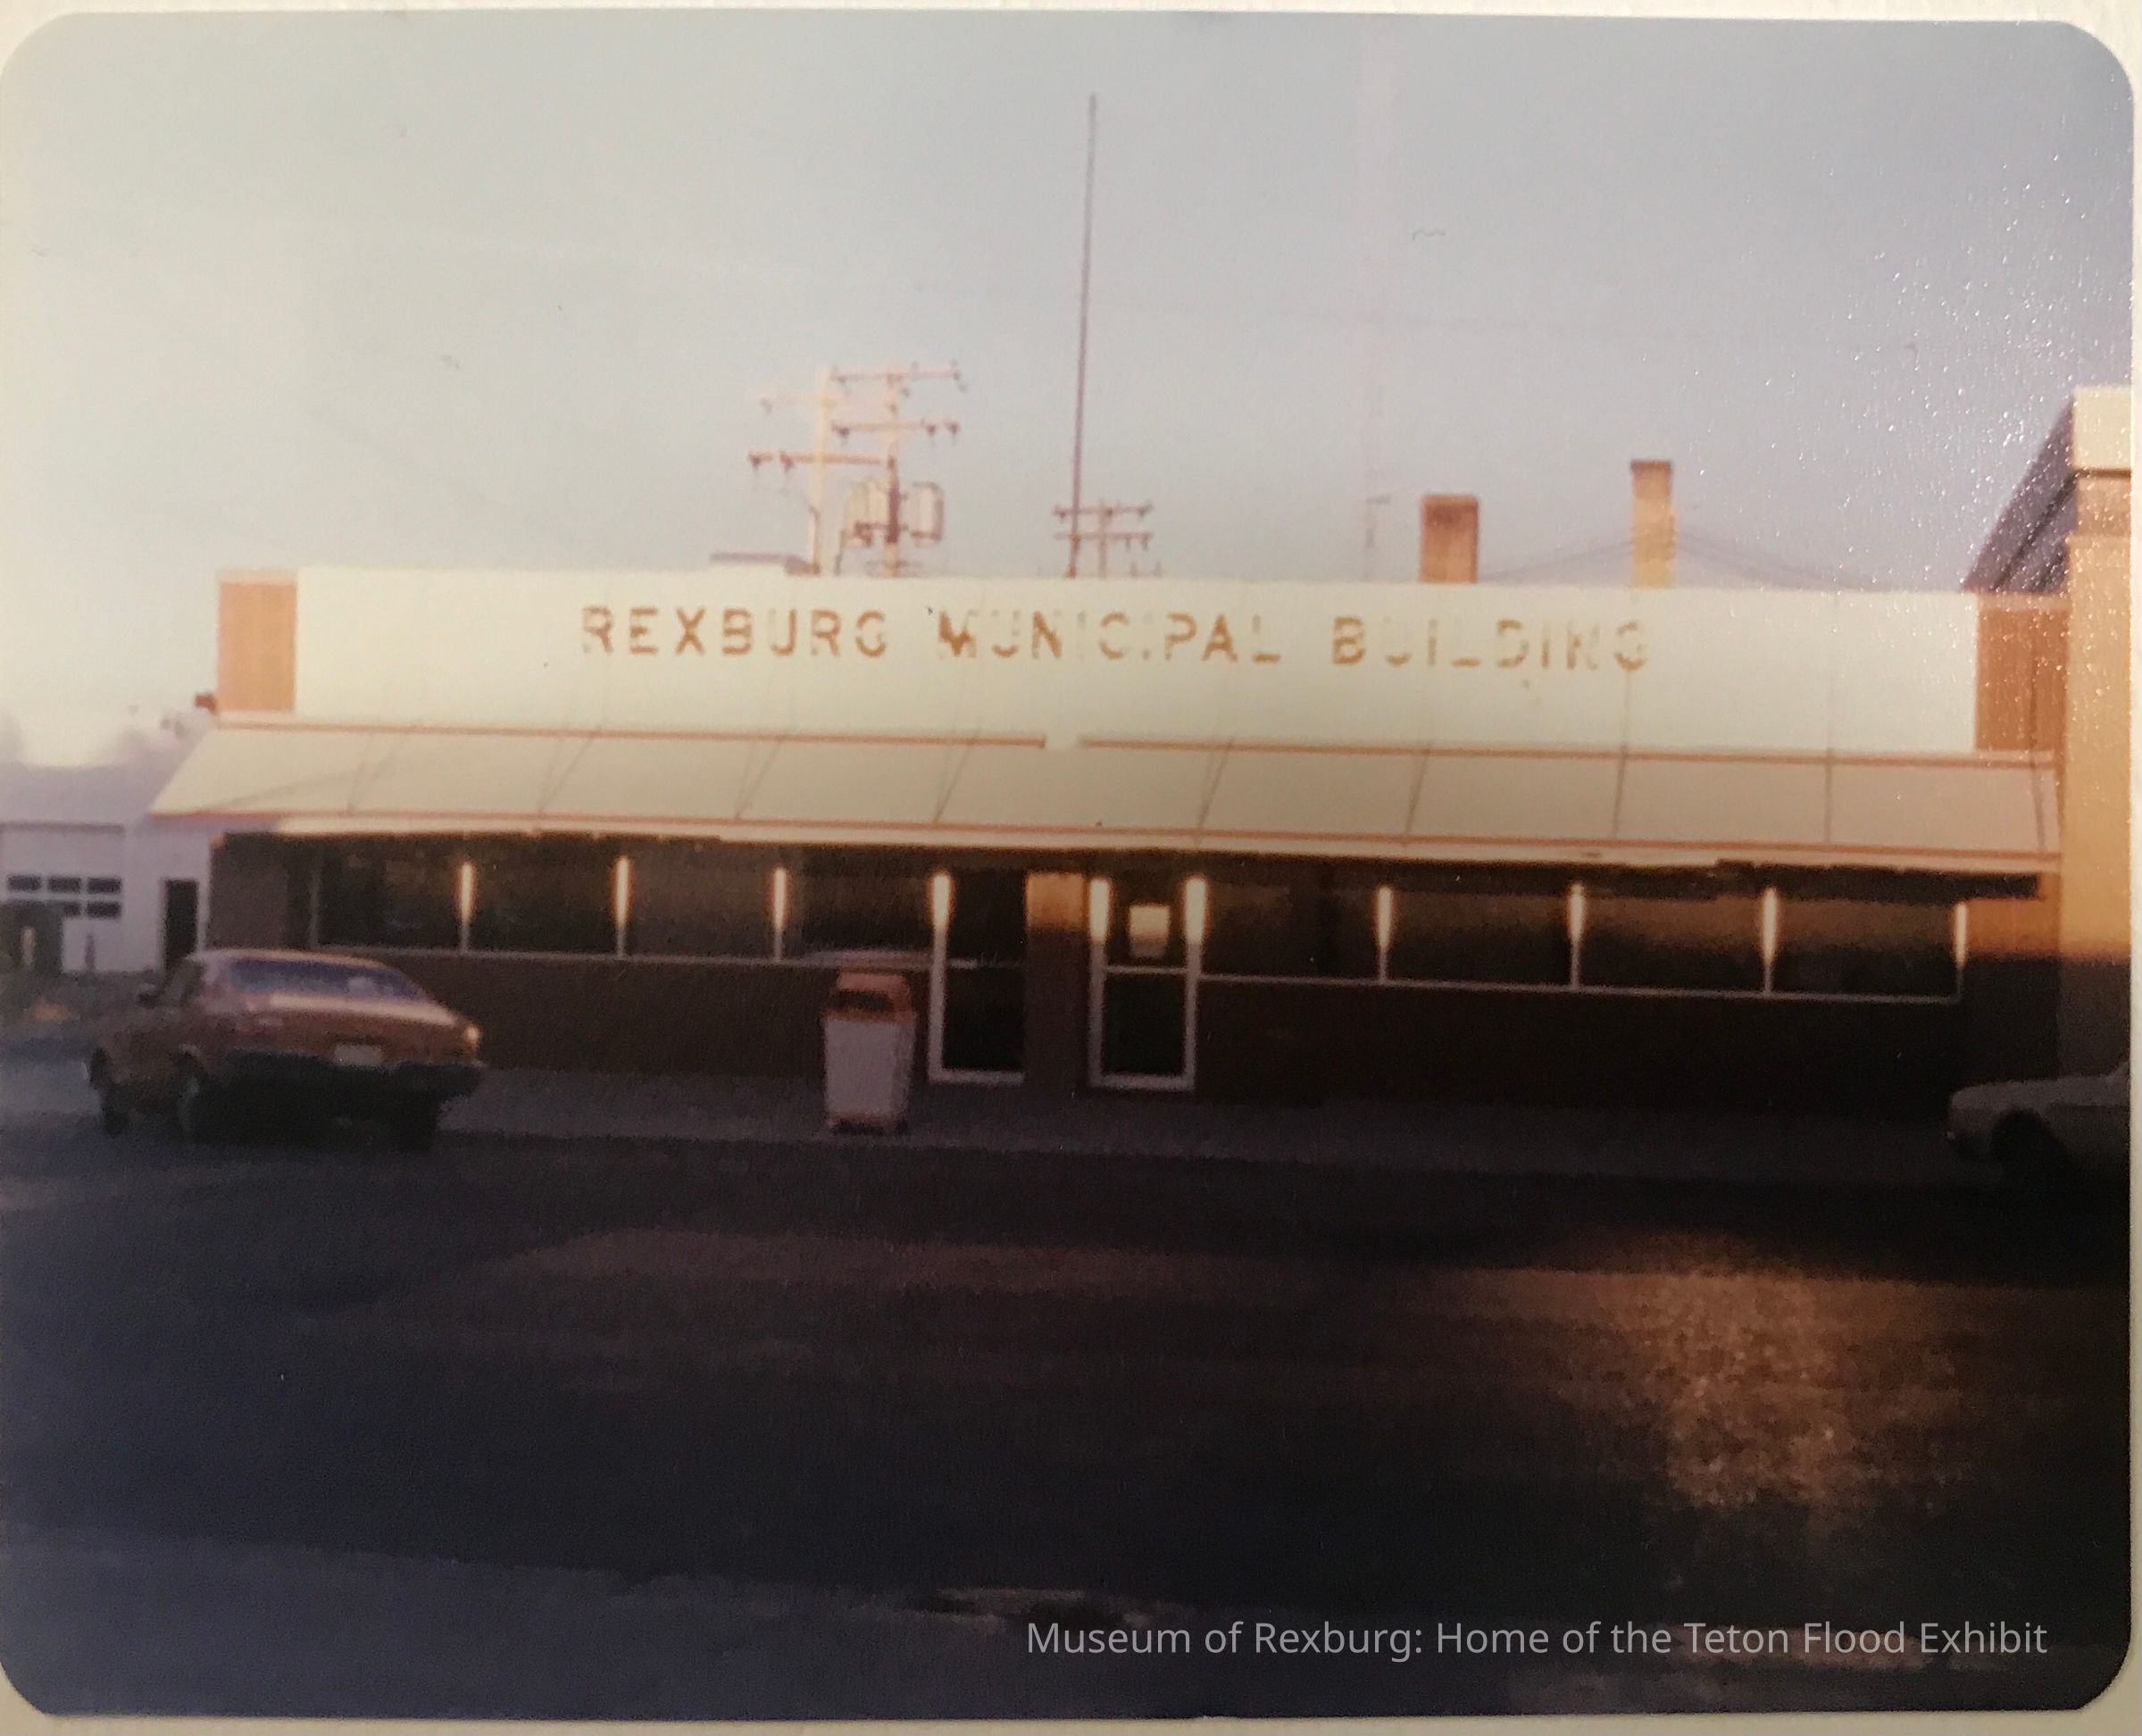 REXBURG MUNICIPAL BUILDING
Museum of Rexburg: Home of the Teton Flood Exhibit